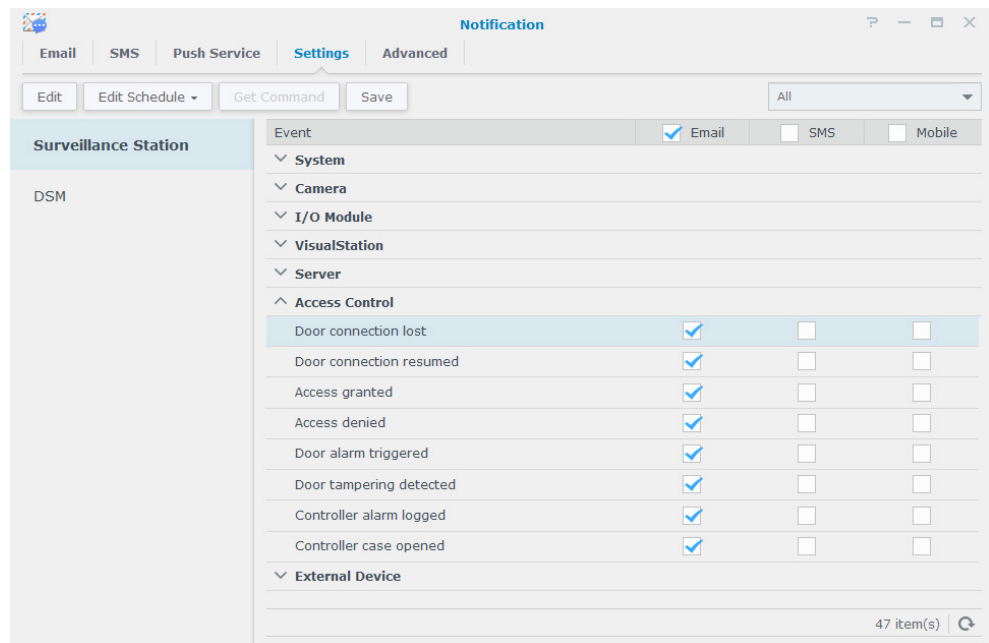 Notification
Email SMS Push Service Settings Advanced
Edit Edit Schedule Get Command Save All
Surveillance Station
DSM
Event Email SMS Mobile
System
Camera
I/O Module
VisualStation
Server
Access Control
Door connection lost
Door connection resumed
Access granted
Access denied
Door alarm triggered
Door tampering detected
Controller alarm logged
Controller case opened
External Device
47 item(s)